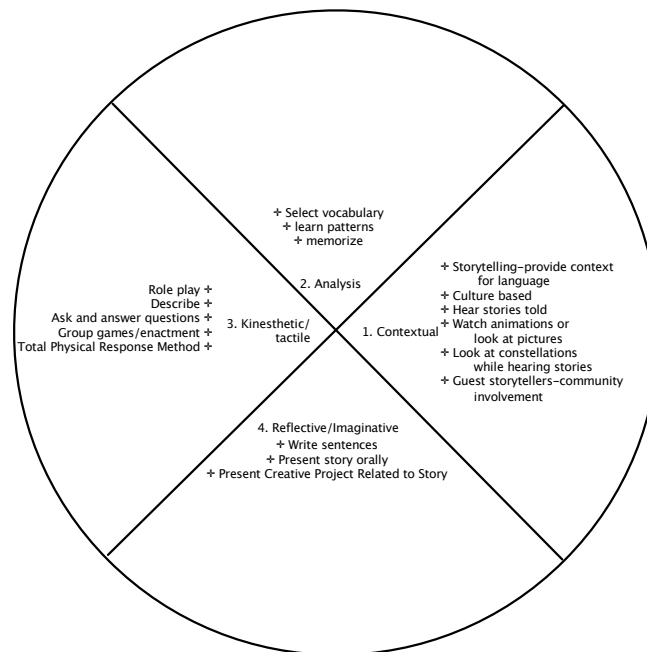 ✢ Select vocabulary
✢ learn patterns
✢ memorize
2. Analysis
✢ Storytelling-provide context
for language
✢ Culture based
✢ Hear stories told
✢ Watch animations or
look at pictures
✢ Look at constellations
while hearing stories
✢ Guest storytellers-community
involvement
1. Contextual
Role play ✢
Describe ✢
Ask and answer questions ✢
Group games/enactment ✢
Total Physical Response Method ✢
3. Kinesthetic/
tactile
4. Reflective/Imaginative
✢ Write sentences
✢ Present story orally
✢ Present Creative Project Related to Story